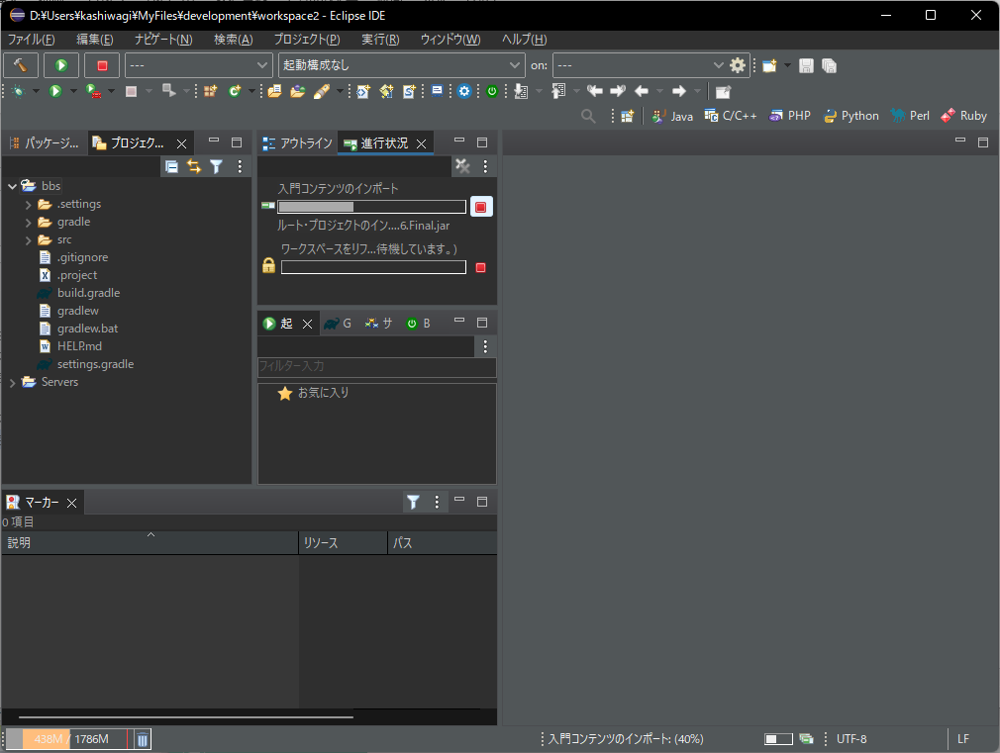 D:¥Users¥kashiwagi¥MyFiles¥development¥workspace2 - Eclipse IDE
ファイル(F) 編集(E) ナビゲート(N) 検索(A) プロジェクト(P) 実行(R) ウィンドウ(W) ヘルプ(H)
--- 起動構成なし on: ---
Java C/C++ PHP Python Perl Ruby
パッケージ... プロジェク... アウトライン 進行状況
bbs
.settings
gradle
src
.gitignore
.project
build.gradle
gradlew
gradlew.bat
HELP.md
settings.gradle
Servers
入門コンテンツのインポート
ルート・プロジェクトのイン....6.Final.jar
ワークスペースをリフ...待機しています。)
起 G サ B
フィルター入力
お気に入り
マーカー
0 項目
説明 リソース パス
438M / 1786M 入門コンテンツのインポート: (40%) UTF-8 LF